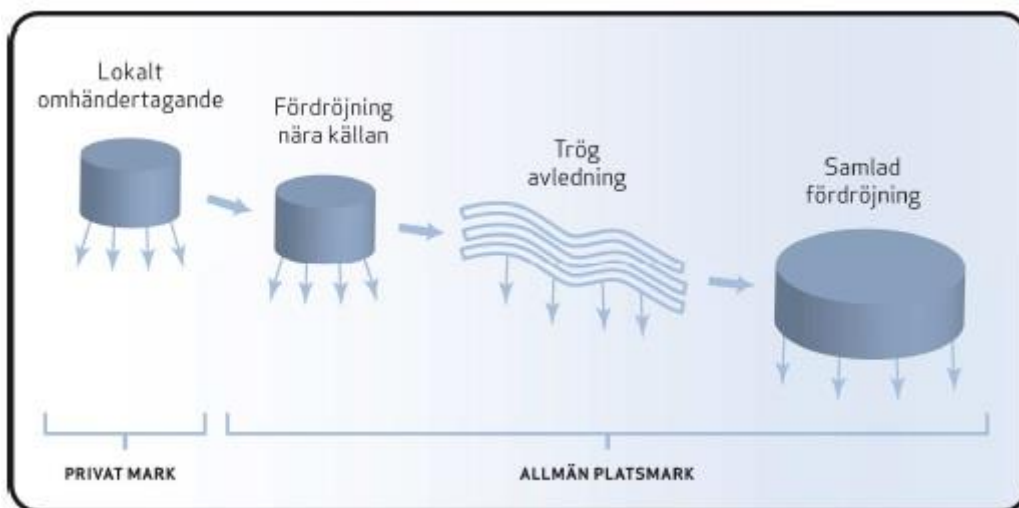 Lokalt
omhändertagande
Fördröjning
nära källan
Trög
avledning
Samlad
fördröjning
PRIVAT MARK
ALLMÄN PLATSMARK